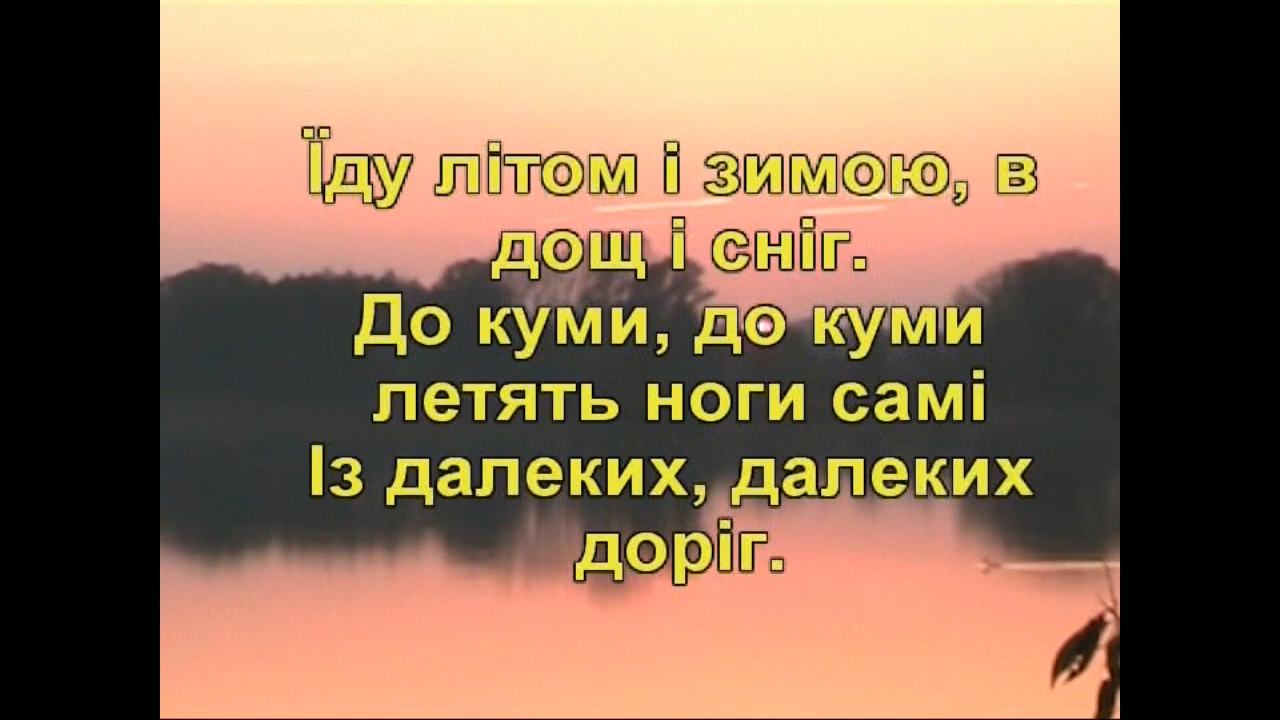 Їду літом і зимою, в
дощ і сніг.
До куми, до куми
летять ноги самі
Із далеких, далеких
доріг.